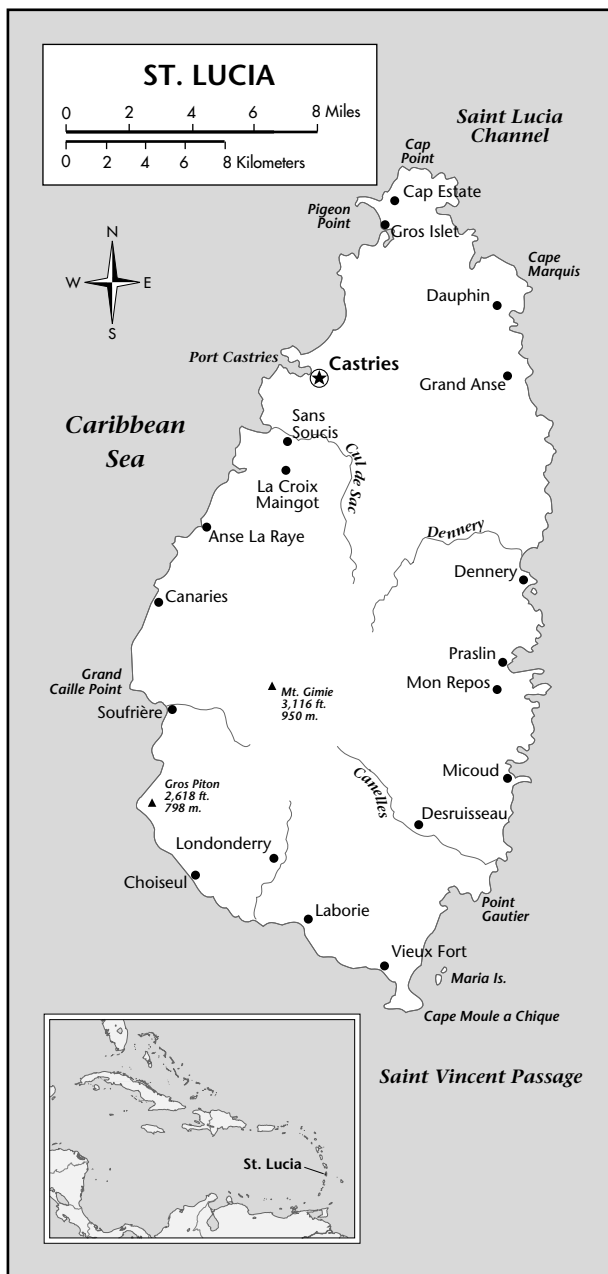 ST. LUCIA
0 2 4 6 8 Miles
0 2 4 6 8 Kilometers
Saint Lucia
Channel
Cap
Point
Cap Estate
Pigeon
Point
Gros Islet
N
W E
S
Cape
Marquis
Dauphin
Port Castries
Castries
Grand Anse
Caribbean
Sea
Sans
Soucis
Cul de Sac
La Croix
Maingot
Anse La Raye
Dennery
Dennery
Canaries
Praslin
Grand
Caille Point
Mt. Gimie
3,116 ft.
950 m.
Mon Repos
Soufrière
Micoud
Gros Piton
2,618 ft.
798 m.
Canelles
Desruisseau
Londonderry
Choiseul
Point
Gautier
Laborie
Vieux Fort
Maria Is.
Cape Moule a Chique
Saint Vincent Passage
St. Lucia